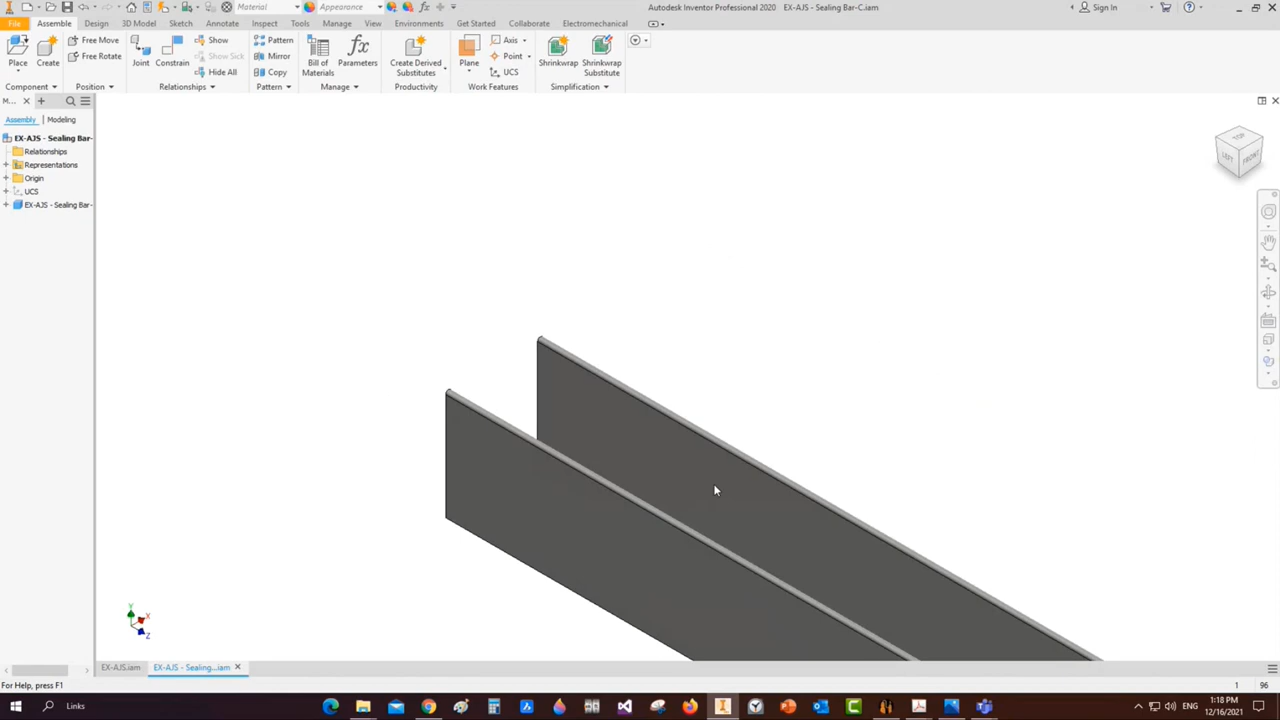 Material
Appearance
Autodesk Inventor Professional 2020 EX-AJS - Sealing Bar-C.iam
Sign In
File Assemble Design 3D Model Sketch Annotate Inspect Tools Manage View Environments Get Started Collaborate Electromechanical
Place
Create
Free Move
Free Rotate
Joint
Constrain
Show
Show Sick
Hide All
Pattern
Mirror
Copy
Bill of
Materials
Parameters
Create Derived
Substitutes
Plane
Axis
Point
UCS
Shrinkwrap
Shrinkwrap
Substitute
Component Position Relationships Pattern Manage Productivity Work Features Simplification
M...
Assembly Modeling
EX-AJS - Sealing Bar-
Relationships
Representations
Origin
UCS
EX-AJS - Sealing Bar-
TOP
LEFT
FRONT
Y
X
Z
EX-AJS.iam EX-AJS - Sealing...iam
For Help, press F1
1 96
Links
ENG
1:18 PM
12/16/2021